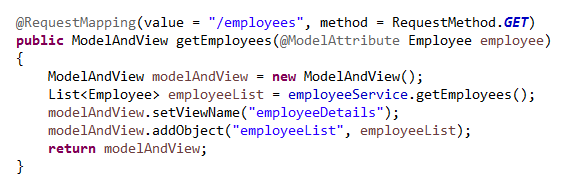 @RequestMapping(value = "/employees", method = RequestMethod.GET)
public ModelAndView getEmployees(@ModelAttribute Employee employee)
{
    ModelAndView modelAndView = new ModelAndView();
    List<Employee> employeeList = employeeService.getEmployees();
    modelAndView.setViewName("employeeDetails");
    modelAndView.addObject("employeeList", employeeList);
    return modelAndView;
}